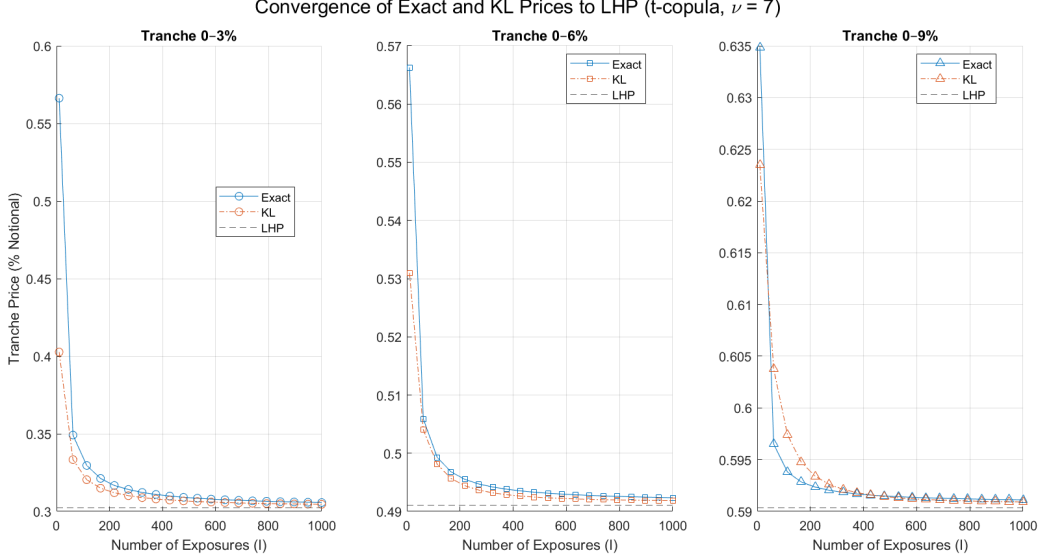 Convergence of Exact and KL Prices to LHP (t-copula, ν = 7)
Tranche 0–3%
Tranche Price (% Notional)
0.6
0.55
0.5
0.45
0.4
0.35
0.3
Exact
KL
LHP
0 200 400 600 800 1000
Number of Exposures (I)
Tranche 0–6%
0.57
0.56
0.55
0.54
0.53
0.52
0.51
0.5
0.49
Exact
KL
LHP
0 200 400 600 800 1000
Number of Exposures (I)
Tranche 0–9%
0.635
0.63
0.625
0.62
0.615
0.61
0.605
0.6
0.595
0.59
Exact
KL
LHP
0 200 400 600 800 1000
Number of Exposures (I)